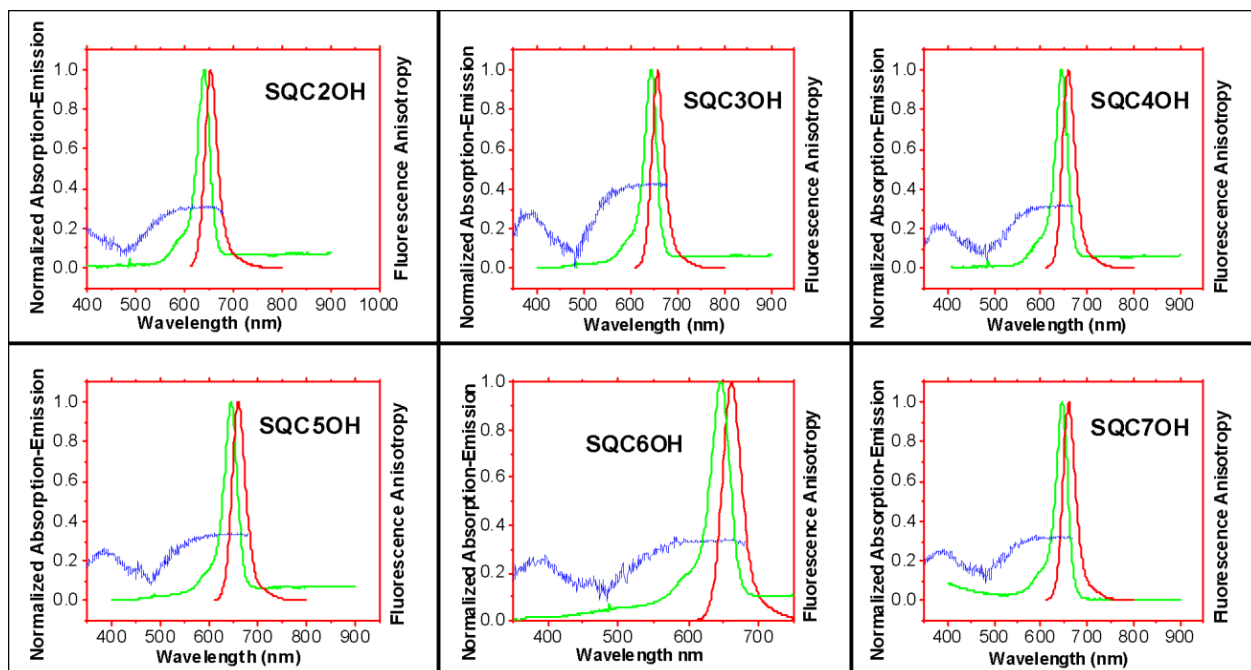 Normalized Absorption-Emission
1.0
0.8
0.6
0.4
0.2
0.0
SQC2OH
400 500 600 700 800 900 1000
Wavelength (nm)
Fluorescence Anisotropy
Normalized Absorption-Emission
1.0
0.8
0.6
0.4
0.2
0.0
SQC3OH
400 500 600 700 800 900
Wavelength (nm)
Fluorescence Anisotropy
Normalized Absorption-Emission
1.0
0.8
0.6
0.4
0.2
0.0
SQC4OH
400 500 600 700 800 900
Wavelength (nm)
Fluorescence Anisotropy
Normalized Absorption-Emission
1.0
0.8
0.6
0.4
0.2
0.0
SQC5OH
400 500 600 700 800 900
Wavelength (nm)
Fluorescence Anisotropy
Normalized Absorption-Emission
1.0
0.8
0.6
0.4
0.2
0.0
SQC6OH
400 500 600 700
Wavelength nm
Fluorescence Anisotropy
Normalized Absorption-Emission
1.0
0.8
0.6
0.4
0.2
0.0
SQC7OH
400 500 600 700 800 900
Wavelength (nm)
Fluorescence Anisotropy